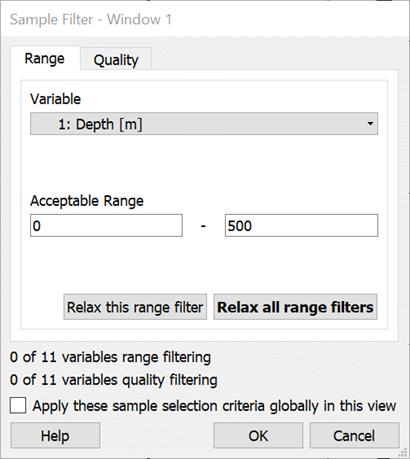 Sample Filter - Window 1
Range Quality
Variable
1: Depth [m]
Acceptable Range
0 - 500
Relax this range filter Relax all range filters
0 of 11 variables range filtering
0 of 11 variables quality filtering
Apply these sample selection criteria globally in this view
Help OK Cancel